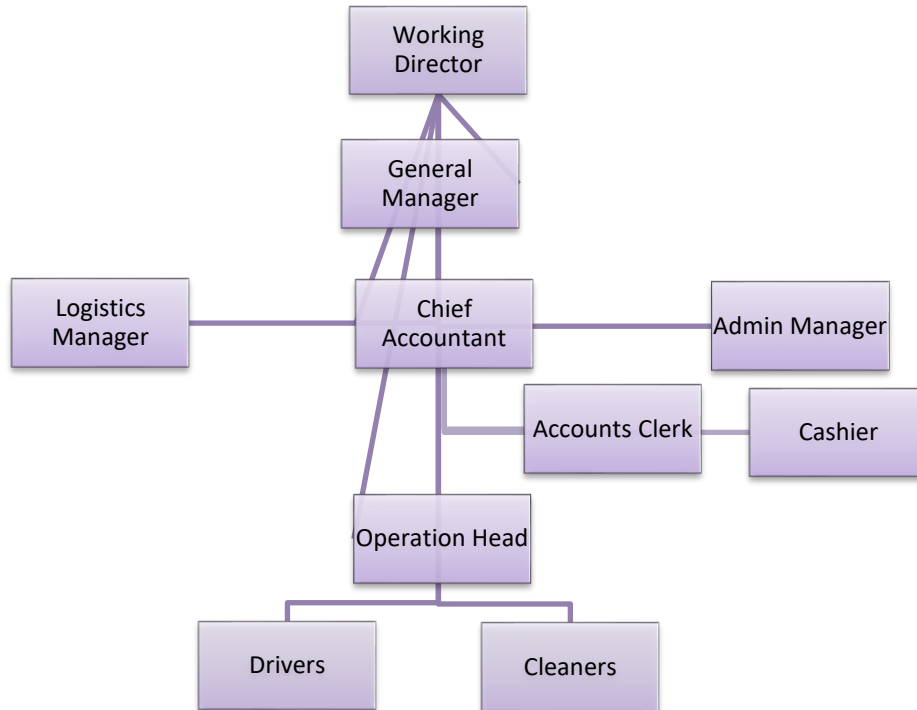 Working
Director
General
Manager
Logistics
Manager
Chief
Accountant
Admin Manager
Accounts Clerk
Cashier
Operation Head
Drivers
Cleaners